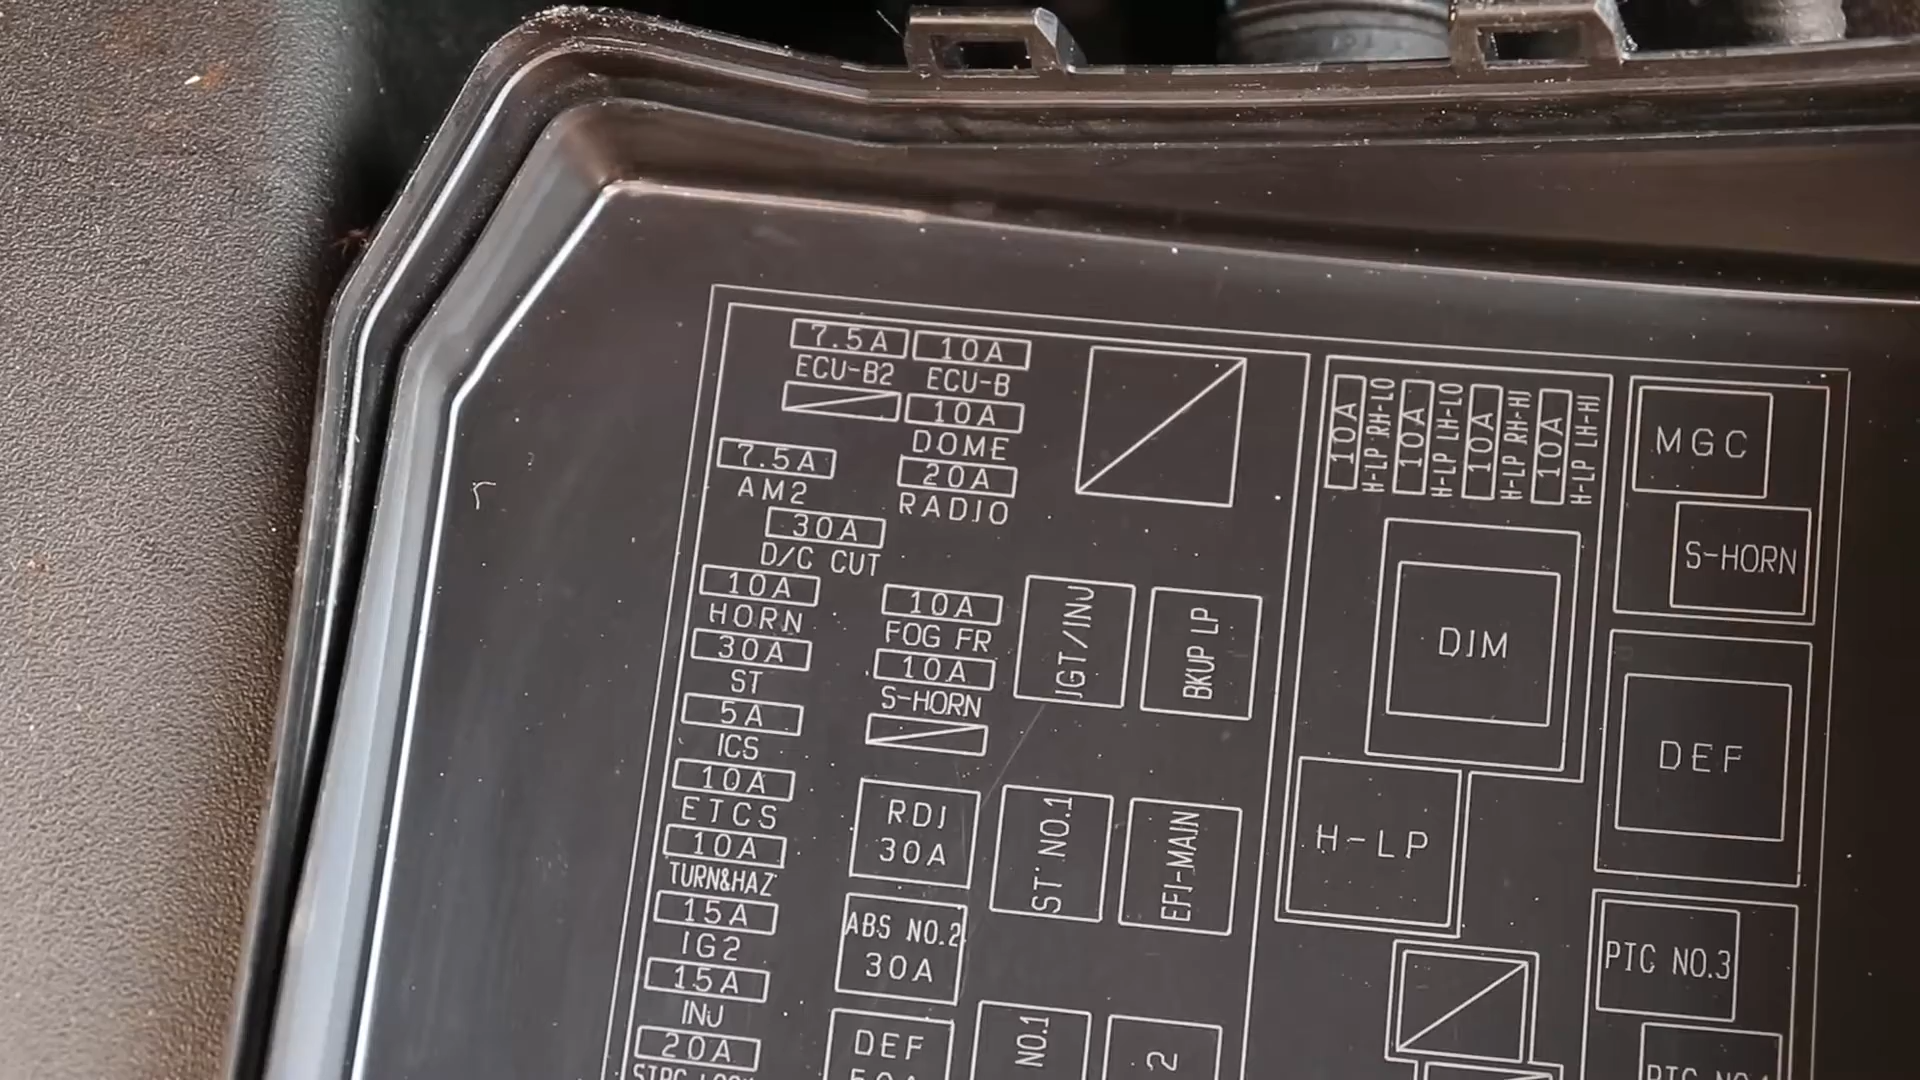 7.5A 10A
ECU-B2 ECU-B
10A
DOME
7.5A 20A
AM2 RADIO
30A
D/C CUT
10A
HORN
30A
ST
5A
ICS
10A
ETCS
10A
TURN&HAZ
15A
IG2
15A
INJ
20A
10A
FOG FR
10A
S-HORN
RDI
30A
ABS NO.2
30A
DEF
IGT/INJ
BKUP LP
ST NO.1
EFI-MAIN
NO.1
2
10A
H-LP RH-LO
10A
H-LP LH-LO
10A
H-LP RH-HI
10A
H-LP LH-HI
DIM
H-LP
MGC
S-HORN
DEF
PTC NO.3